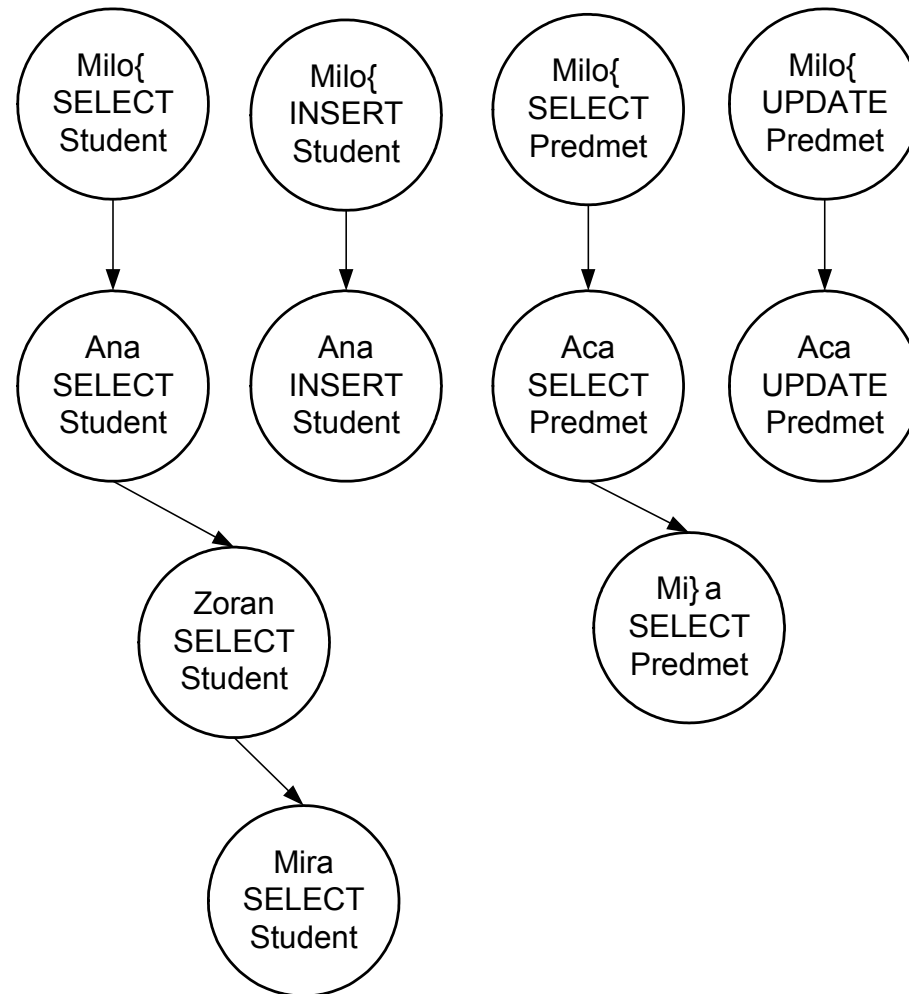 Milo{
SELECT
Student
Milo{
INSERT
Student
Milo{
SELECT
Predmet
Milo{
UPDATE
Predmet
Ana
SELECT
Student
Ana
INSERT
Student
Aca
SELECT
Predmet
Aca
UPDATE
Predmet
Zoran
SELECT
Student
Mi} a
SELECT
Predmet
Mira
SELECT
Student